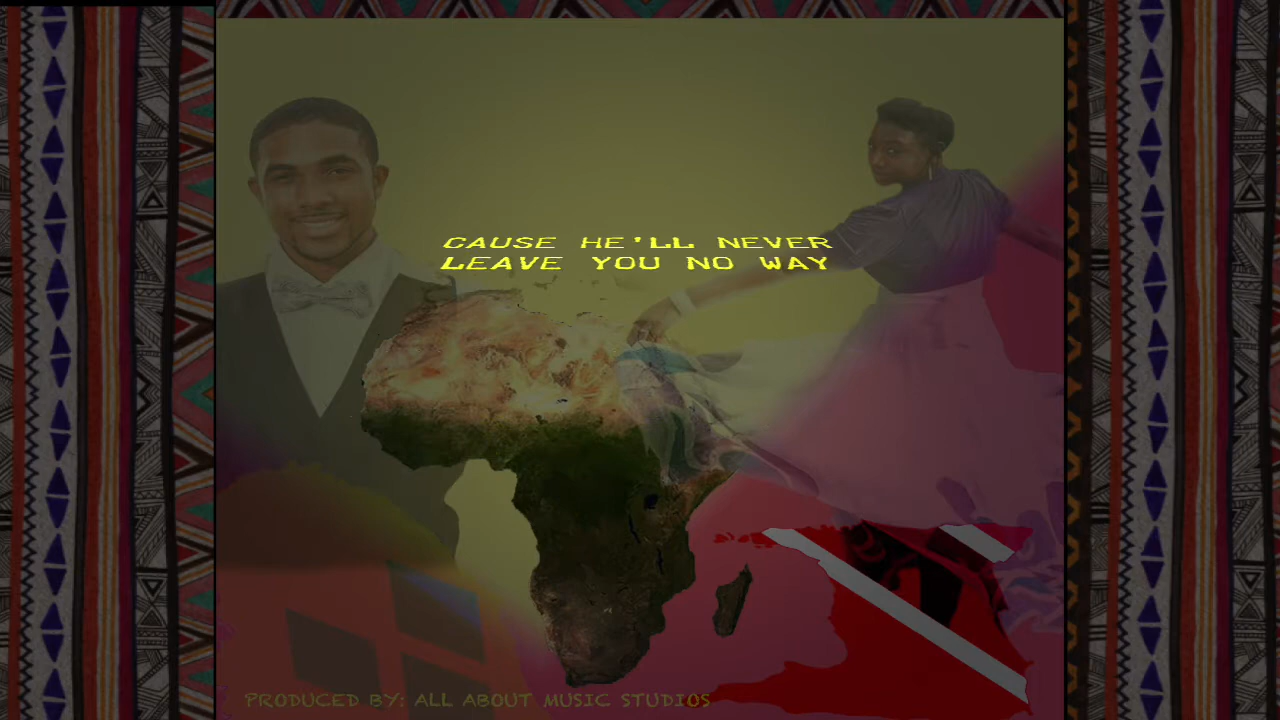 CAUSE HE'LL NEVER
LEAVE YOU NO WAY
PRODUCED BY: ALL ABOUT MUSIC STUDIOS